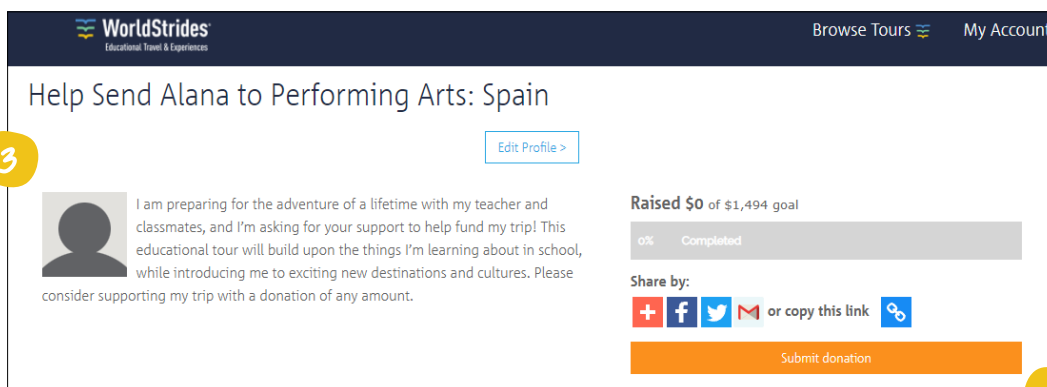 WorldStrides
Educational Travel & Experiences
Browse Tours
My Account
Help Send Alana to Performing Arts: Spain
3
Edit Profile >
I am preparing for the adventure of a lifetime with my teacher and
classmates, and I'm asking for your support to help fund my trip! This
educational tour will build upon the things I'm learning about in school,
while introducing me to exciting new destinations and cultures. Please
consider supporting my trip with a donation of any amount.
Raised $0 of $1,494 goal
0% Completed
Share by:
or copy this link
Submit donation